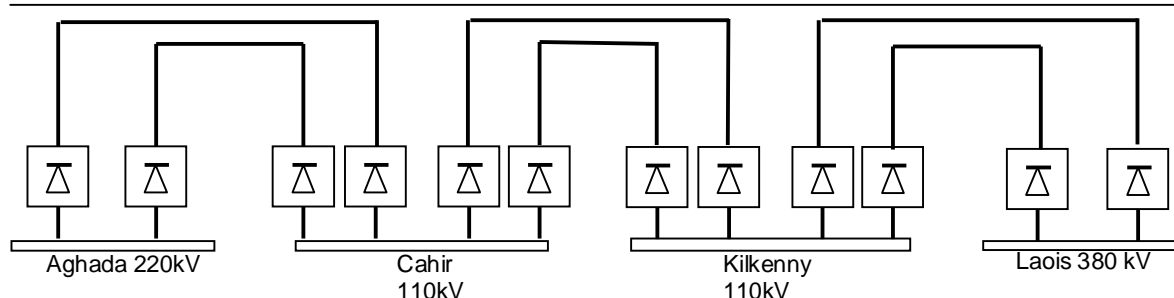 Aghada 220kV
Cahir
110kV
Kilkenny
110kV
Laois 380 kV